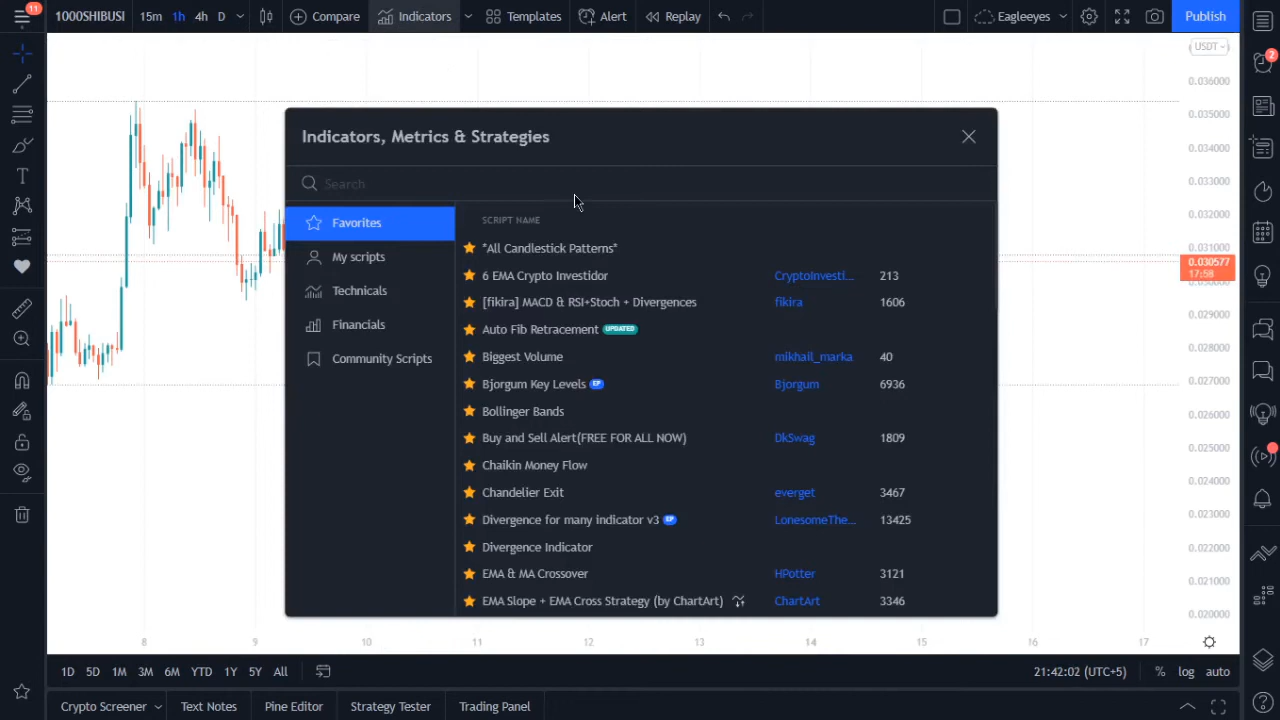 11
1000SHIBUSI 15m 1h 4h D Compare Indicators Templates Alert Replay Eagleeyes Publish
USDT
2
0.036000
0.035000
0.034000
0.033000
0.032000
0.031000
0.030577
17:58
0.030000
0.029000
0.028000
0.027000
0.026000
0.025000
0.024000
0.023000
0.022000
0.021000
0.020000
Indicators, Metrics & Strategies
Search
Favorites
My scripts
Technicals
Financials
Community Scripts
SCRIPT NAME
*All Candlestick Patterns*
6 EMA Crypto Investidor CryptoInvesti... 213
[fikira] MACD & RSI+Stoch + Divergences fikira 1606
Auto Fib Retracement UPDATED
Biggest Volume mikhail_marka 40
Bjorgum Key Levels EP Bjorgum 6936
Bollinger Bands
Buy and Sell Alert(FREE FOR ALL NOW) DkSwag 1809
Chaikin Money Flow
Chandelier Exit everget 3467
Divergence for many indicator v3 EP LonesomeThe... 13425
Divergence Indicator
EMA & MA Crossover HPotter 3121
EMA Slope + EMA Cross Strategy (by ChartArt) ChartArt 3346
8 9 10 11 12 13 14 15 16 17
1D 5D 1M 3M 6M YTD 1Y 5Y All 21:42:02 (UTC+5) % log auto
Crypto Screener Text Notes Pine Editor Strategy Tester Trading Panel